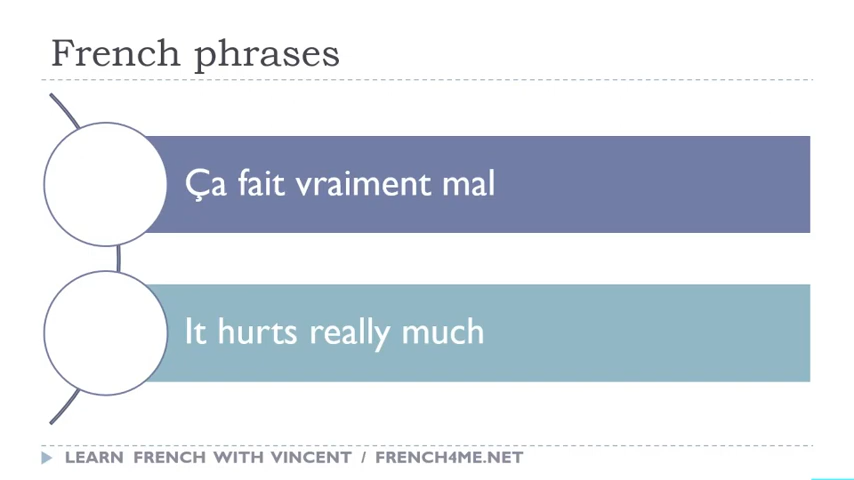 French phrases
Ça fait vraiment mal
It hurts really much
LEARN FRENCH WITH VINCENT / FRENCH4ME.NET